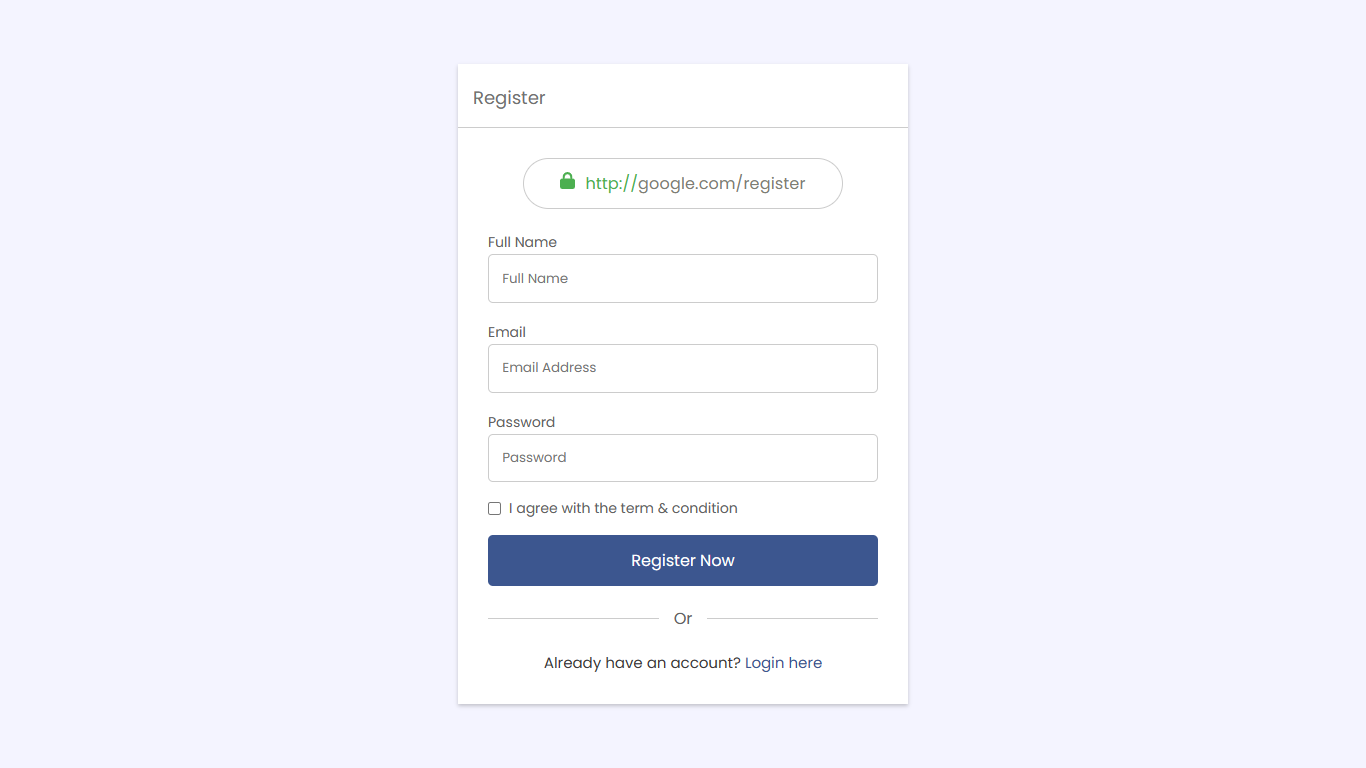 Register
http://google.com/register
Full Name
Full Name
Email
Email Address
Password
Password
I agree with the term & condition
Register Now
Or
Already have an account? Login here